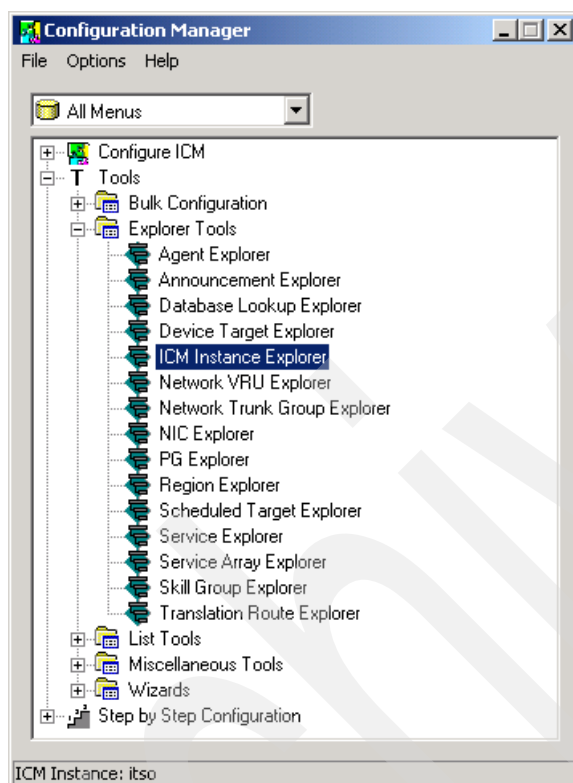 Configuration Manager
File Options Help
All Menus
Configure ICM
T Tools
Bulk Configuration
Explorer Tools
Agent Explorer
Announcement Explorer
Database Lookup Explorer
Device Target Explorer
ICM Instance Explorer
Network VRU Explorer
Network Trunk Group Explorer
NIC Explorer
PG Explorer
Region Explorer
Scheduled Target Explorer
Service Explorer
Service Array Explorer
Skill Group Explorer
Translation Route Explorer
List Tools
Miscellaneous Tools
Wizards
Step by Step Configuration
ICM Instance: itso